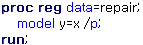 proc reg data=repair;
model y=x /p;
run;